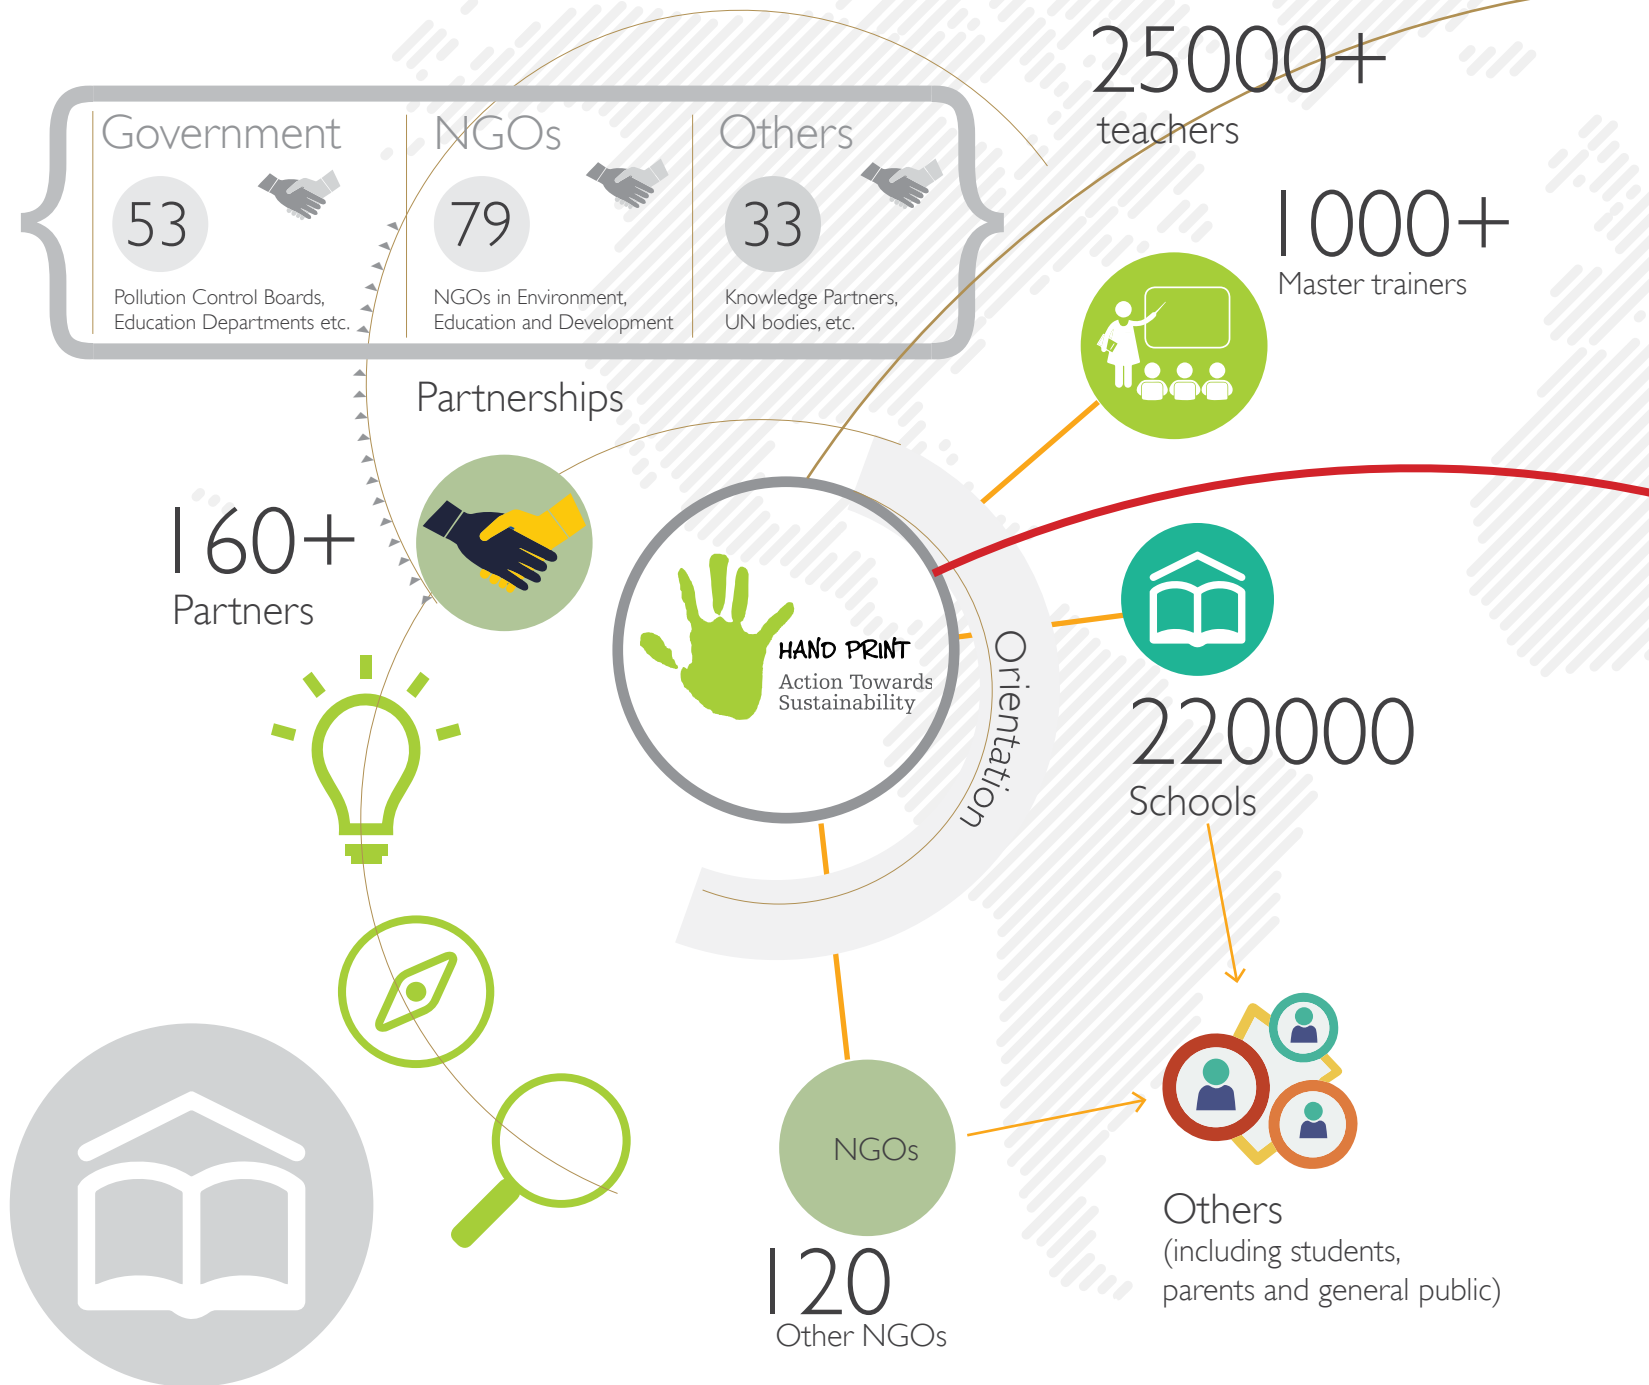 25000+
teachers
Government
53
Pollution Control Boards,
Education Departments etc.
NGOs
79
NGOs in Environment,
Education and Development
Others
33
Knowledge Partners,
UN bodies, etc.
1000+
Master trainers
Partnerships
160+
Partners
HAND PRINT
Action Towards
Sustainability
Orientation
220000
Schools
NGOs
120
Other NGOs
Others
(including students,
parents and general public)